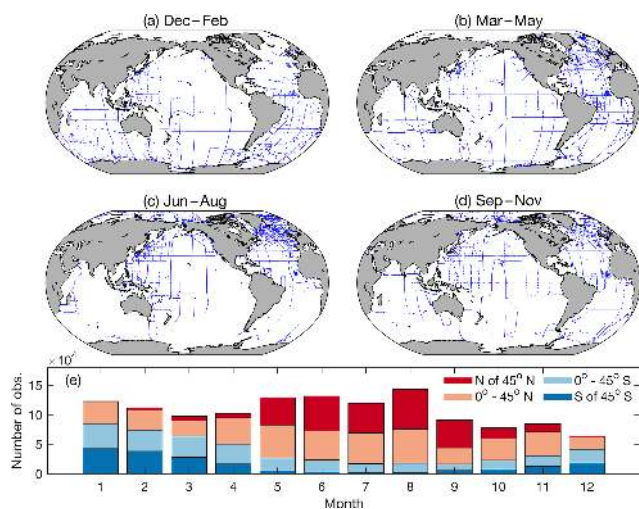 (a) Dec–Feb
(b) Mar–May
(c) Jun–Aug
(d) Sep–Nov
(e)
Number of obs.
15
10
5
0
N of 45° N
0° - 45° N
0° - 45° S
S of 45° S
1 2 3 4 5 6 7 8 9 10 11 12
Month